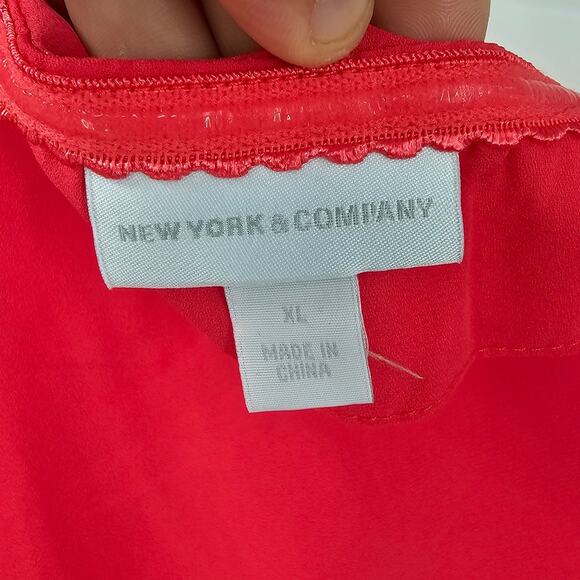 NEW YORK & COMPANY
XL
MADE IN
CHINA